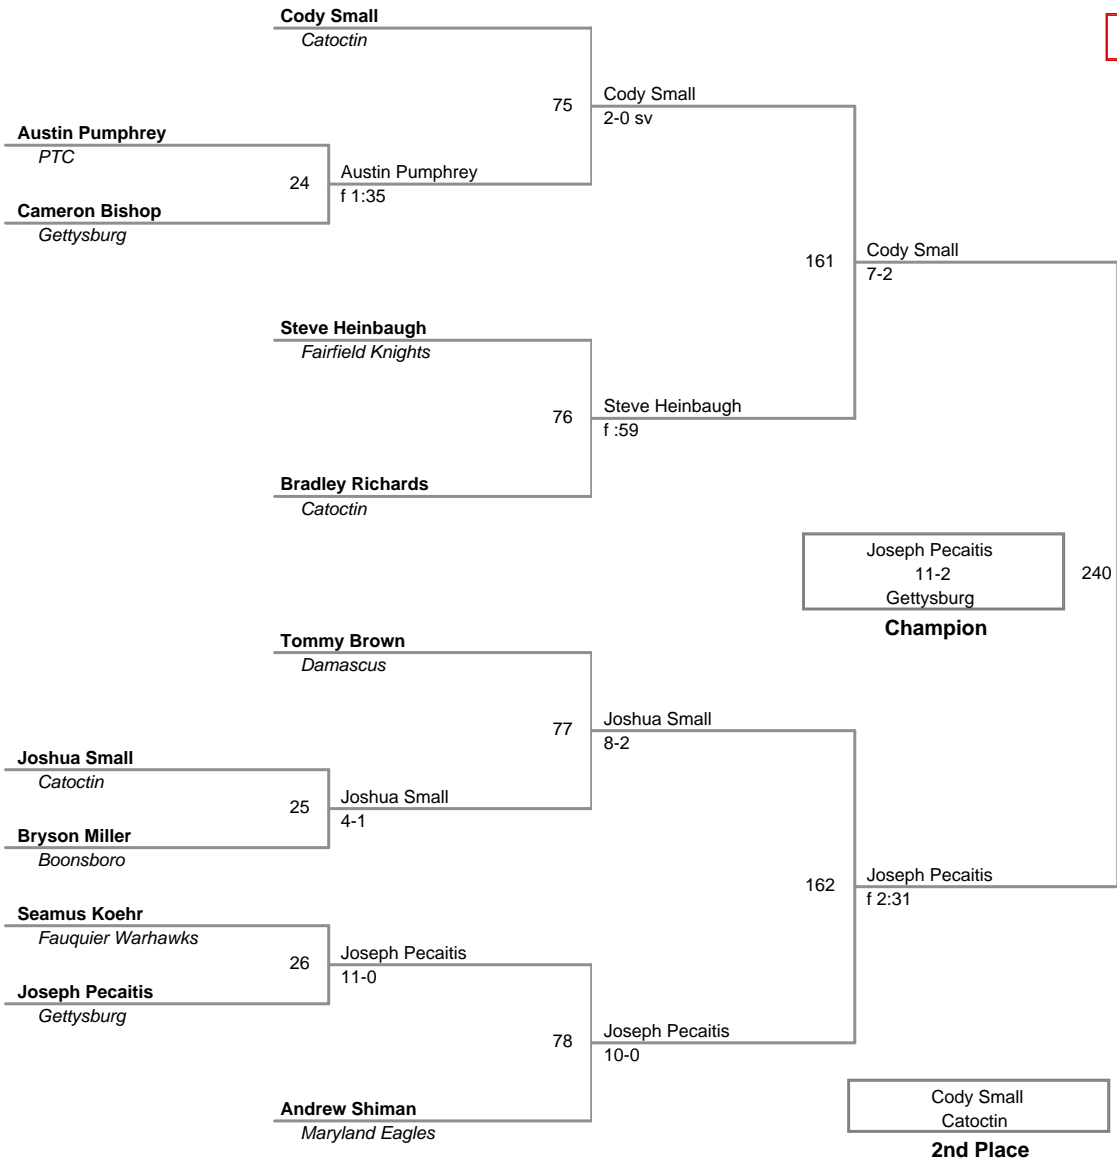 Cody Small
Catoctin
75
Cody Small
2-0 sv
Austin Pumphrey
PTC
24
Austin Pumphrey
f 1:35
Cameron Bishop
Gettysburg
161
Cody Small
7-2
Steve Heinbaugh
Fairfield Knights
76
Steve Heinbaugh
f :59
Bradley Richards
Catoctin
Joseph Pecaitis
11-2
Gettysburg
240
Champion
Tommy Brown
Damascus
77
Joshua Small
8-2
Joshua Small
Catoctin
25
Joshua Small
4-1
Bryson Miller
Boonsboro
162
Joseph Pecaitis
f 2:31
Seamus Koehr
Fauquier Warhawks
26
Joseph Pecaitis
11-0
Joseph Pecaitis
Gettysburg
78
Joseph Pecaitis
10-0
Andrew Shiman
Maryland Eagles
Cody Small
Catoctin
2nd Place